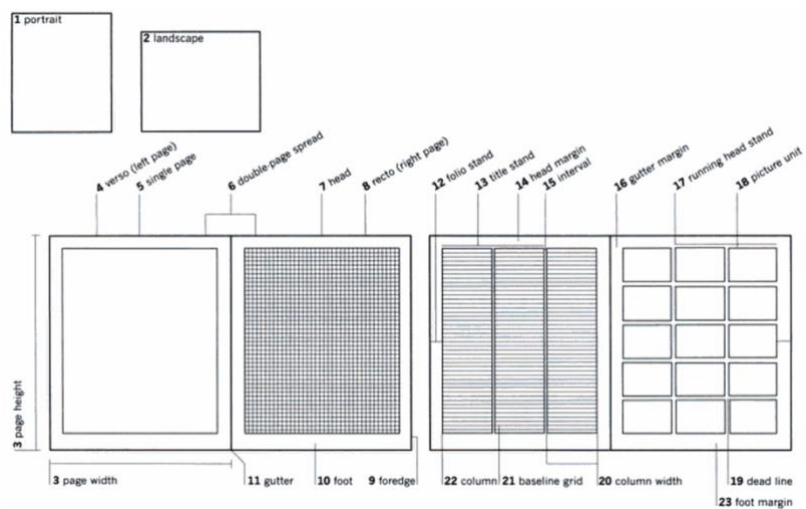 1 portrait
2 landscape
4 verso (left page)
5 single page
6 double-page spread
7 head
8 recto (right page)
12 folio stand
13 title stand
14 head margin
15 interval
16 gutter margin
17 running head stand
18 picture unit
3 page height
3 page width
11 gutter
10 foot
9 foredge
22 column
21 baseline grid
20 column width
19 dead line
23 foot margin